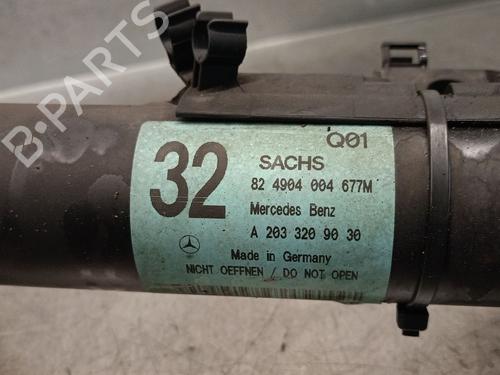 B-PARTS
Q01
32
SACHS
82 4904 004 677M
Mercedes Benz
A 203 320 90 30
Made in Germany
NICHT OEFFNEN / DO NOT OPEN